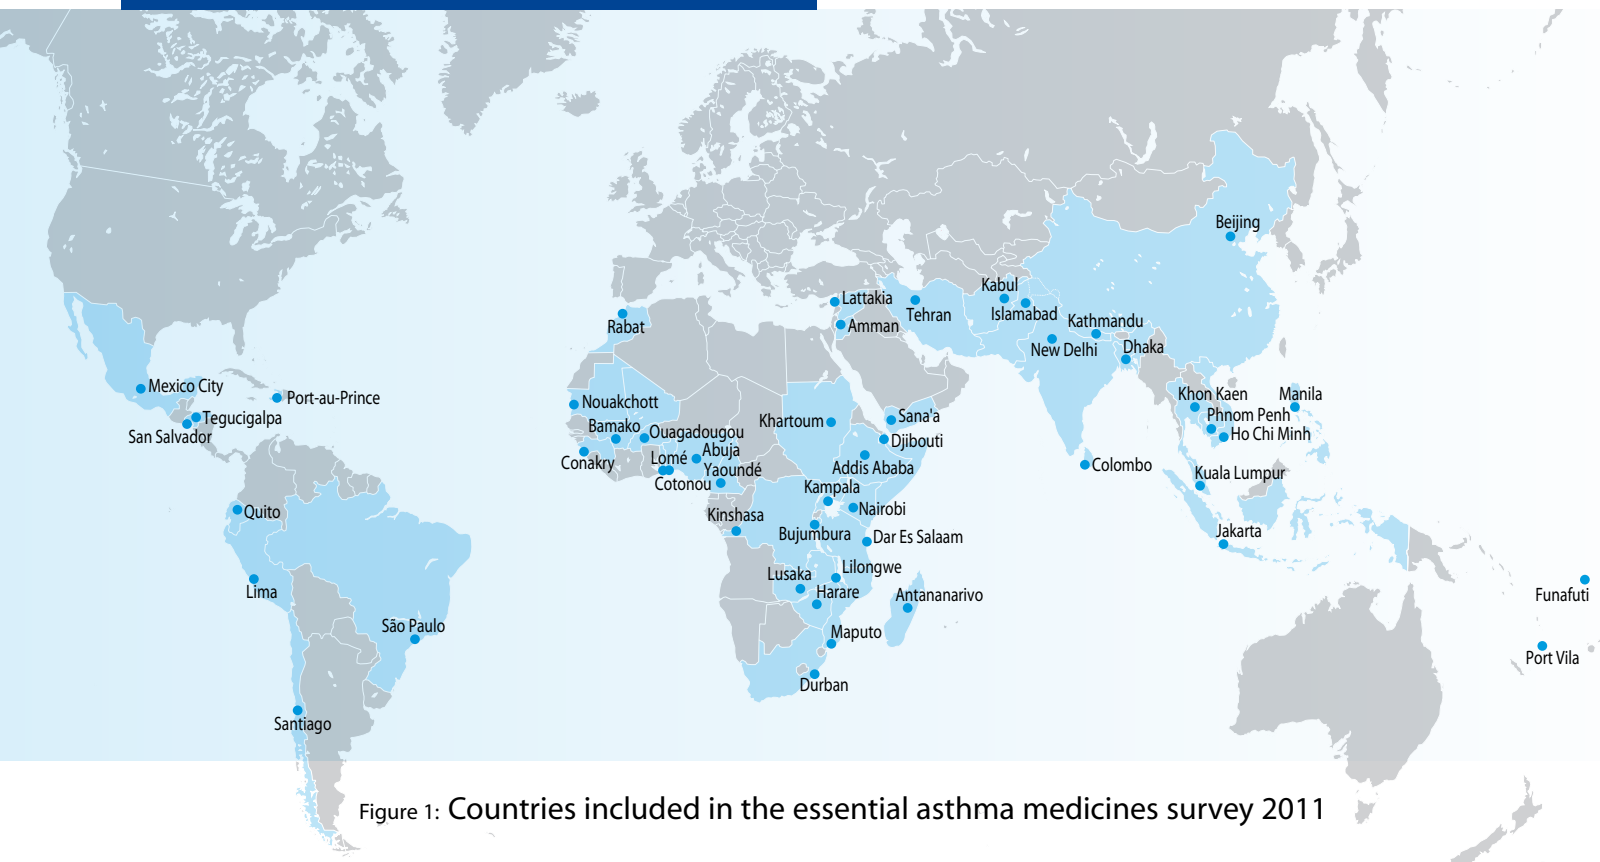 Beijing
Kabul
Lattakia
Islamabad
Tehran
Kathmandu
Rabat
Amman
New Delhi
Dhaka
Mexico City
Port-au-Prince
Khon Kaen
Manila
Nouakchott
Tegucigalpa
San Salvador
Phnom Penh
Ho Chi Minh
Khartoum
Sana'a
Bamako
Ouagadougou
Djibouti
Abuja
Conakry
Lomé
Yaoundé
Addis Ababa
Colombo
Cotonou
Kuala Lumpur
Kampala
Quito
Kinshasa
Nairobi
Bujumbura
Dar Es Salaam
Jakarta
Lusaka
Lilongwe
Lima
Harare
Antananarivo
Funafuti
São Paulo
Maputo
Port Vila
Durban
Santiago
Figure 1: Countries included in the essential asthma medicines survey 2011